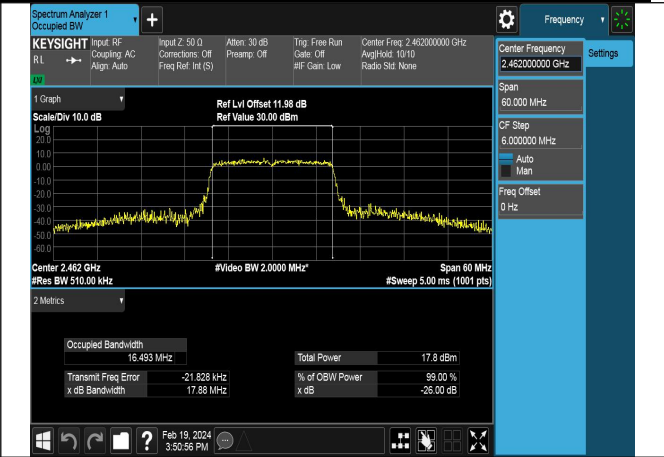 Spectrum Analyzer 1
Occupied BW
+
Frequency
KEYSIGHT
Input: RF
Coupling: AC
Align: Auto
Input Z: 50 Ω
Corrections: Off
Freq Ref: Int (S)
Atten: 30 dB
Preamp: Off
Trig: Free Run
Gate: Off
#IF Gain: Low
Center Freq: 2.462000000 GHz
Avg|Hold: 10/10
Radio Std: None
RL
Center Frequency
2.462000000 GHz
Settings
Span
60.000 MHz
CF Step
6.000000 MHz
Auto
Man
Freq Offset
0 Hz
1 Graph
Ref Lvl Offset 11.98 dB
Scale/Div 10.0 dB
Ref Value 30.00 dBm
Log
20.0
10.0
0.00
-10.0
-20.0
-30.0
-40.0
-50.0
-60.0
Center 2.462 GHz
#Video BW 2.0000 MHz*
Span 60 MHz
#Res BW 510.00 kHz
#Sweep 5.00 ms (1001 pts)
2 Metrics
Occupied Bandwidth
16.493 MHz
Total Power
17.8 dBm
Transmit Freq Error
-21.828 kHz
% of OBW Power
99.00 %
x dB Bandwidth
17.88 MHz
x dB
-26.00 dB
?
Feb 19, 2024
3:50:56 PM